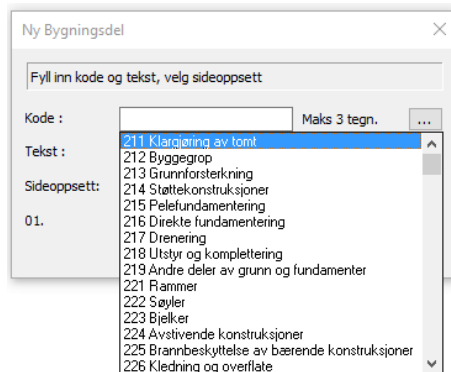 Ny Bygningsdel
Fyll inn kode og tekst, velg sideoppsett
Kode :
Maks 3 tegn.
...
Tekst :
Sideoppsett:
01.
211 Klargjøring av tomt
212 Byggegrop
213 Grunnforsterkning
214 Støttekonstruksjoner
215 Pelefundamentering
216 Direkte fundamentering
217 Drenering
218 Utstyr og komplettering
219 Andre deler av grunn og fundamenter
221 Rammer
222 Søyler
223 Bjelker
224 Avstivende konstruksjoner
225 Brannbeskyttelse av bærende konstruksjoner
226 Kledning og overflate